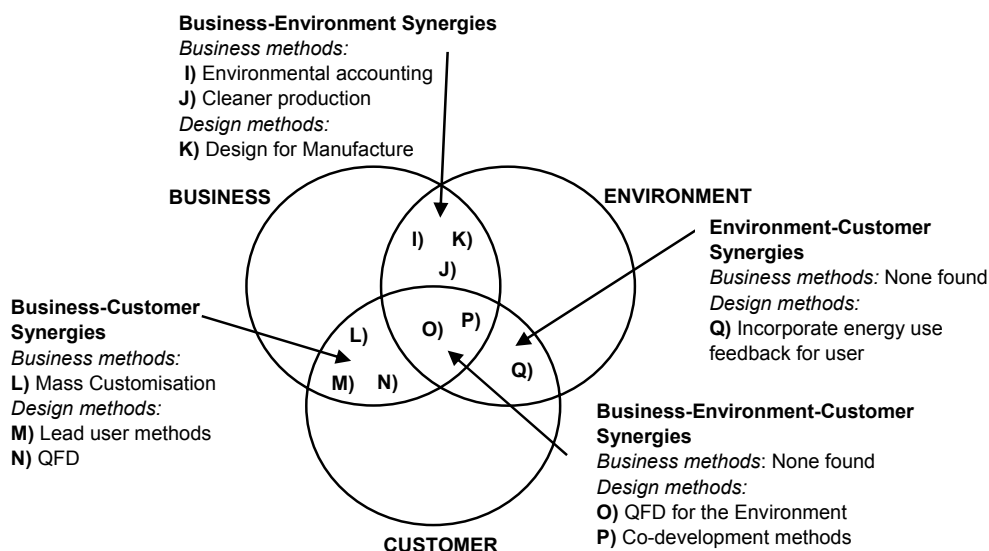 Business-Environment Synergies
Business methods:
I) Environmental accounting
J) Cleaner production
Design methods:
K) Design for Manufacture
BUSINESS
ENVIRONMENT
Environment-Customer
Synergies
Business methods: None found
Design methods:
Q) Incorporate energy use
feedback for user
I) K)
J)
Business-Customer
Synergies
Business methods:
L) Mass Customisation
Design methods:
M) Lead user methods
N) QFD
L)
O) P)
M) N)
Q)
Business-Environment-Customer
Synergies
Business methods: None found
Design methods:
O) QFD for the Environment
P) Co-development methods
CUSTOMER